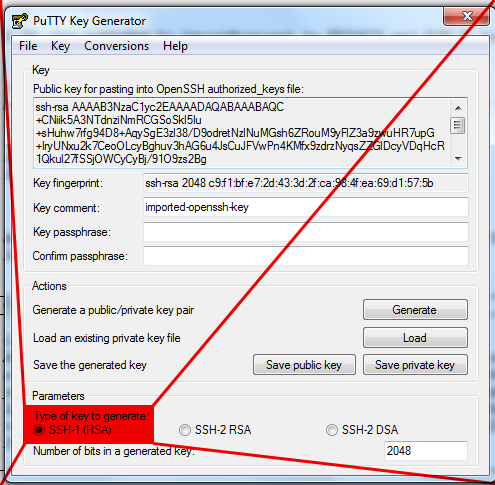 PuTTY Key Generator
File Key Conversions Help
Key
Public key for pasting into OpenSSH authorized_keys file:
ssh-rsa AAAAB3NzaC1yc2EAAAADAQABAAABAQC
+CNiik5A3NTdnziNmRCGSoSkI5lu
+sHuhw7rfg94D8+AqySgE3zl38/D9odretNzlNuMGsh6ZRouM9yFlZ3a9zwuHR7upG
+lryUNxu2k7CeoOLcyBghuv3hAG6u4JsCuJFVwPn4KMfx9zdrzNyqsZZGlDcyVDqHcR
1Qkul27fSSjOWCyCyBj/91O9zs2Bg
Key fingerprint: ssh-rsa 2048 c9:f1:bf:e7:2d:43:3d:2f:ca:98:4f:ea:69:d1:57:5b
Key comment: imported-openssh-key
Key passphrase:
Confirm passphrase:
Actions
Generate a public/private key pair Generate
Load an existing private key file Load
Save the generated key Save public key Save private key
Parameters
Type of key to generate:
SSH-1 (RSA) SSH-2 RSA SSH-2 DSA
Number of bits in a generated key: 2048